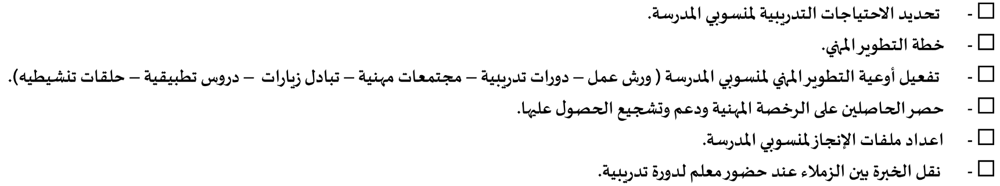 ☐ - تحديد الاحتياجات التدريبية لمنسوبي المدرسة.
☐ - خطة التطوير المهني.
☐ - تفعيل أوعية التطوير المهني لمنسوبي المدرسة ( ورش عمل – دورات تدريبية – مجتمعات مهنية – تبادل زيارات – دروس تطبيقية – حلقات تنشيطيه).
☐ - حصر الحاصلين على الرخصة المهنية ودعم وتشجيع الحصول عليها.
☐ - اعداد ملفات الإنجاز لمنسوبي المدرسة.
☐ - نقل الخبرة بين الزملاء عند حضور معلم لدورة تدريبية.